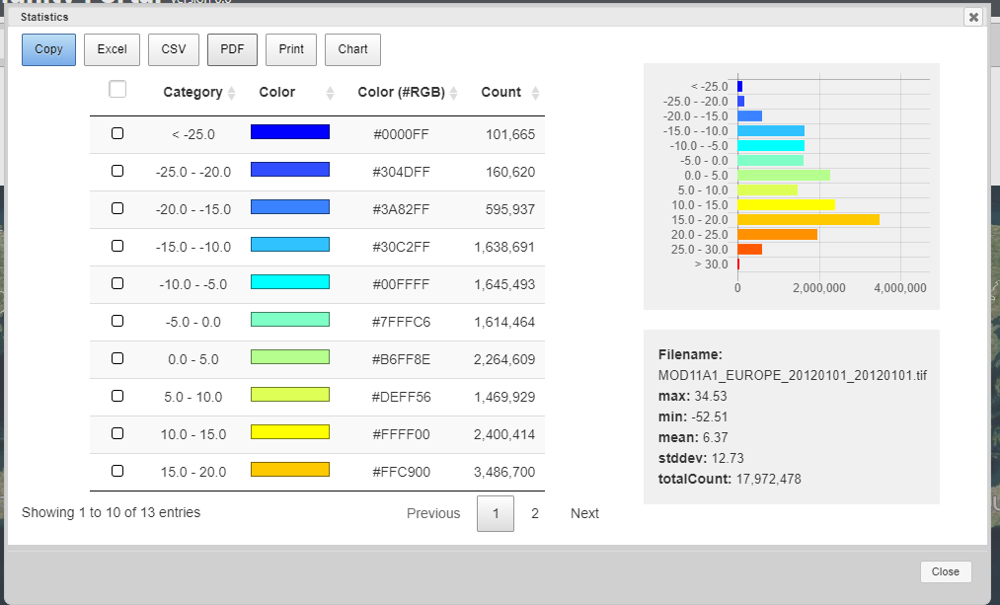 Statistics
Copy Excel CSV PDF Print Chart
Category Color Color (#RGB) Count
< -25.0 #0000FF 101,665
-25.0 - -20.0 #304DFF 160,620
-20.0 - -15.0 #3A82FF 595,937
-15.0 - -10.0 #30C2FF 1,638,691
-10.0 - -5.0 #00FFFF 1,645,493
-5.0 - 0.0 #7FFFC6 1,614,464
0.0 - 5.0 #B6FF8E 2,264,609
5.0 - 10.0 #DEFF56 1,469,929
10.0 - 15.0 #FFFF00 2,400,414
15.0 - 20.0 #FFC900 3,486,700
Showing 1 to 10 of 13 entries
Previous 1 2 Next
< -25.0
-25.0 - -20.0
-20.0 - -15.0
-15.0 - -10.0
-10.0 - -5.0
-5.0 - 0.0
0.0 - 5.0
5.0 - 10.0
10.0 - 15.0
15.0 - 20.0
20.0 - 25.0
25.0 - 30.0
> 30.0
0 2,000,000 4,000,000
Filename:
MOD11A1_EUROPE_20120101_20120101.tif
max: 34.53
min: -52.51
mean: 6.37
stddev: 12.73
totalCount: 17,972,478
Close